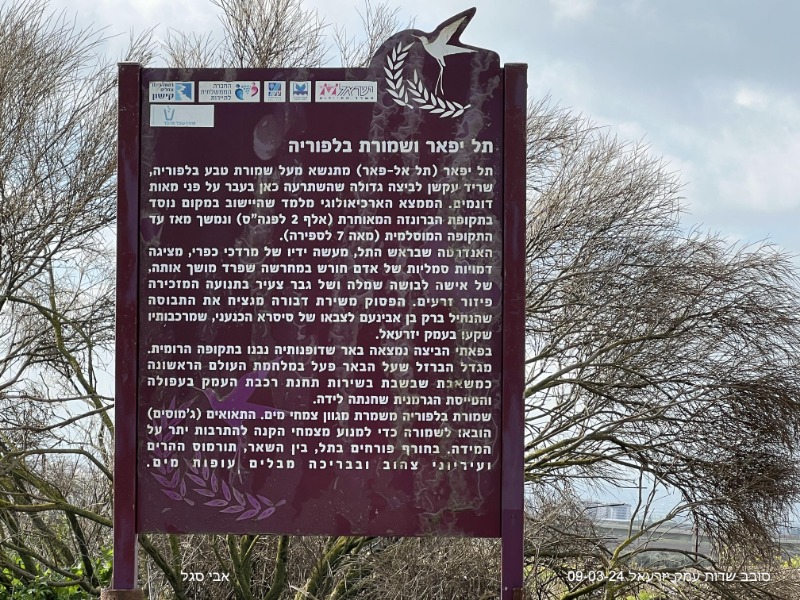 ישראל
החברה הממשלתית לתיירות
קישון
תל יפאר ושמורת בלפוריה
תל יפאר (תל אל-פאר) מתנשא מעל שמורת טבע בלפוריה,
שריד עקשן לביצה גדולה שהשתרעה כאן בעבר על פני מאות
דונמים. הממצא הארכיאולוגי מלמד שהיישוב במקום נוסד
בתקופת הברונזה המאוחרת (אלף 2 לפנה"ס) ונמשך מאז עד
התקופה המוסלמית (מאה 7 לספירה).
האנדרטה שבראש התל, מעשה ידיו של מרדכי כפרי, מציגה
דמויות סמליות של אדם חורש במחרשה שפרד מושך אותה,
של אישה לבושה שמלה ושל גבר צעיר בתנועה המזכירה
פיזור זרעים. הפסוק משירת דבורה מנציח את התבוסה
שהנחיל ברק בן אבינעם לצבאו של סיסרא הכנעני, שמרכבותיו
שקעו בעמק יזרעאל.
בפאתי הביצה נמצאה באר שדופנותיה נבנו בתקופה הרומית.
מגדל הברזל שעל הבאר פעל במלחמת העולם הראשונה
כמשאבת שבשבת בשירות תחנת רכבת העמק בעפולה
והטייסת הגרמנית שחנתה לידה.
שמורת בלפוריה משמרת מגוון צמחי מים. התאואים (ג'מוסים)
הובאו לשמורה כדי למנוע מצמחי הקנה להתרבות יתר על
המידה. בחורף פורחים בתל, בין השאר, תורמוס ההרים
ועיריוני צהוב ובבריכה מבלים עופות מים.
אבי סגל
סובב שדות עמק יזרעאל 09-03-24